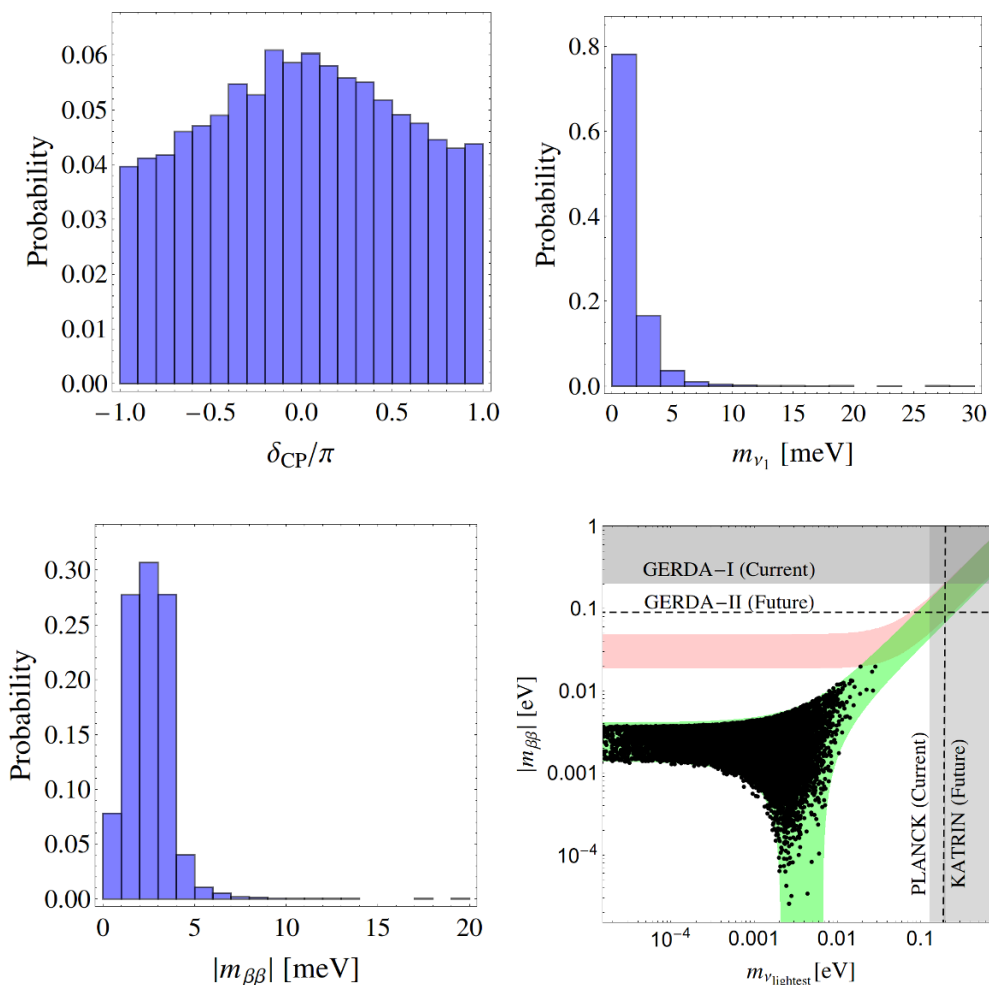 0.06
0.05
0.04
0.03
0.02
0.01
0.00
Probability
−1.0 −0.5 0.0 0.5 1.0
δCP/π
0.8
0.6
0.4
0.2
0.0
Probability
0 5 10 15 20 25 30
mν1 [meV]
0.30
0.25
0.20
0.15
0.10
0.05
0.00
Probability
0 5 10 15 20
|mββ| [meV]
1
0.1
0.01
0.001
10−4
|mββ| [eV]
GERDA−I (Current)
GERDA−II (Future)
PLANCK (Current)
KATRIN (Future)
10−4 0.001 0.01 0.1
mνlightest [eV]